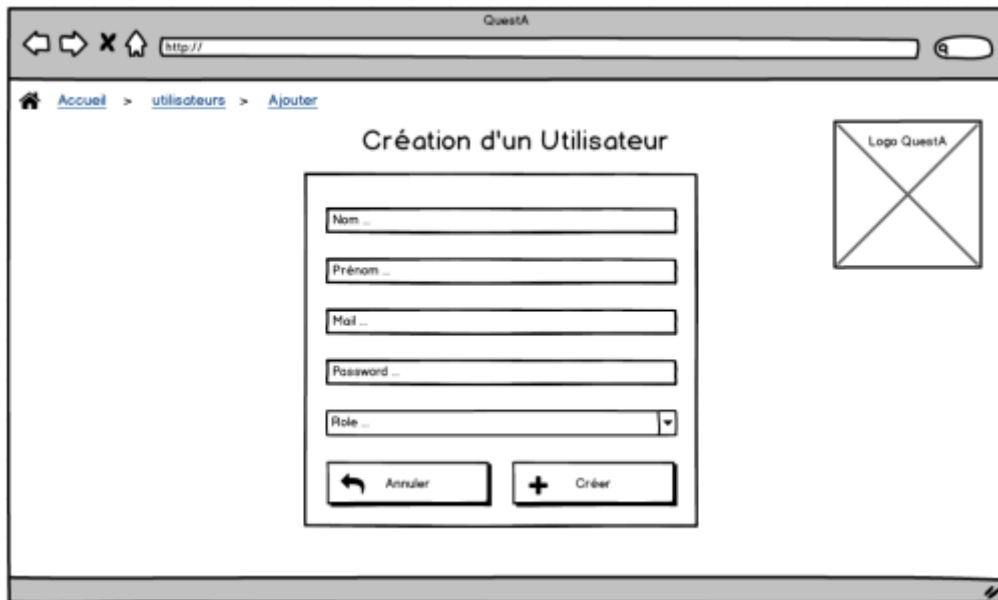 QuestA
http://
Accueil > utilisateurs > Ajouter
Création d'un Utilisateur
Logo QuestA
Nom ...
Prénom ...
Mail ...
Password ...
Role ...
Annuler
Créer